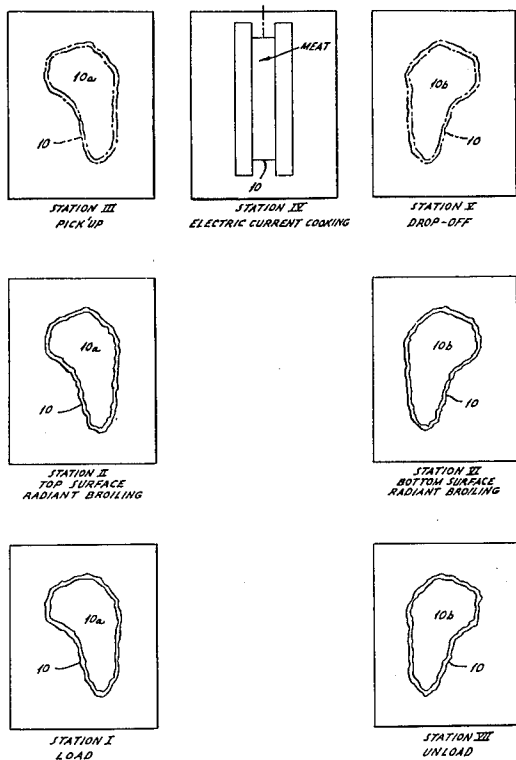 10a
10
STATION III
PICK UP
MEAT
10
STATION IV
ELECTRIC CURRENT COOKING
10b
10
STATION V
DROP-OFF
10a
10
STATION II
TOP SURFACE
RADIANT BROILING
10b
10
STATION VI
BOTTOM SURFACE
RADIANT BROILING
10a
10
STATION I
LOAD
10b
10
STATION VII
UNLOAD